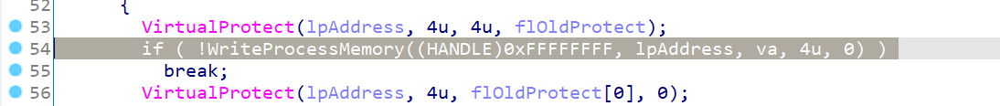 52 {
53 VirtualProtect(lpAddress, 4u, 4u, flOldProtect);
54 if ( !WriteProcessMemory((HANDLE)0xFFFFFFFF, lpAddress, va, 4u, 0) )
55 break;
56 VirtualProtect(lpAddress, 4u, flOldProtect[0], 0);